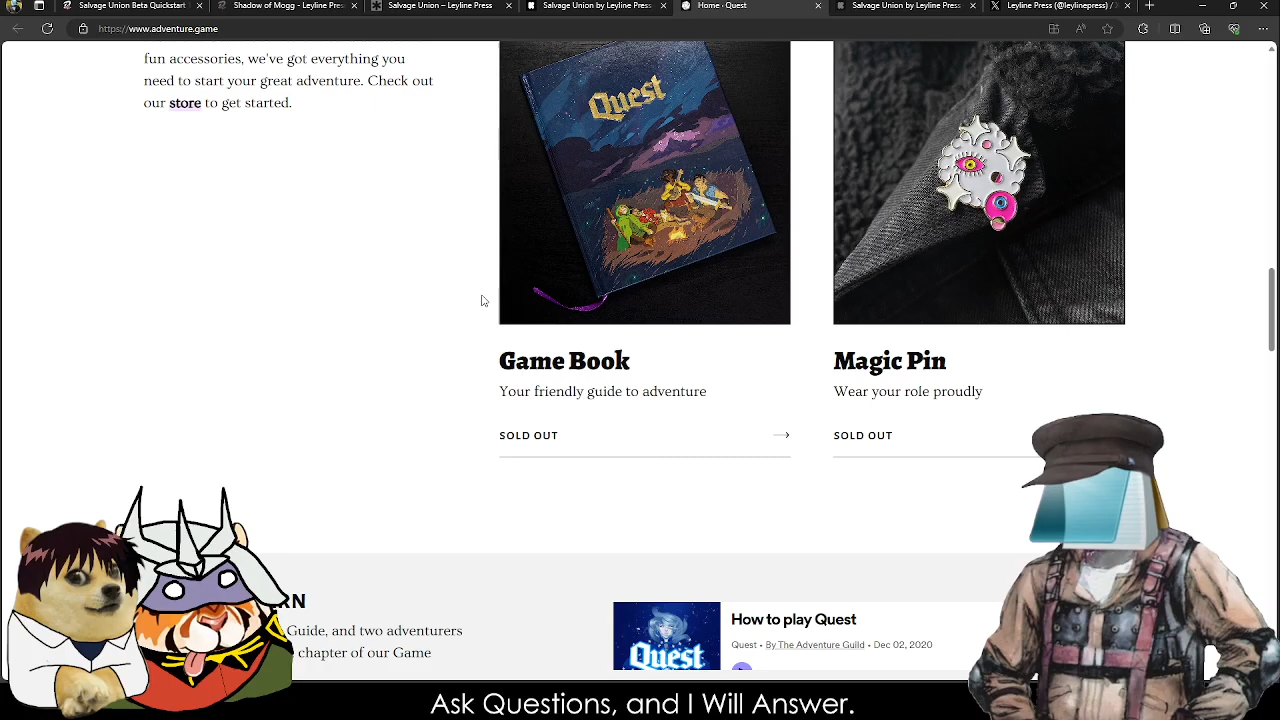 Salvage Union Beta Quickstart
Shadow of Mogg - Leyline Press
Salvage Union – Leyline Press
Salvage Union by Leyline Press
Home · Quest
Salvage Union by Leyline Press
Leyline Press (@leylinepress) /
https://www.adventure.game
fun accessories, we've got everything you
need to start your great adventure. Check out
our store to get started.
Quest
Game Book
Your friendly guide to adventure
SOLD OUT
Magic Pin
Wear your role proudly
SOLD OUT
RN
Guide, and two adventurers
chapter of our Game
Quest
How to play Quest
Quest • By The Adventure Guild • Dec 02, 2020
Ask Questions, and I Will Answer.